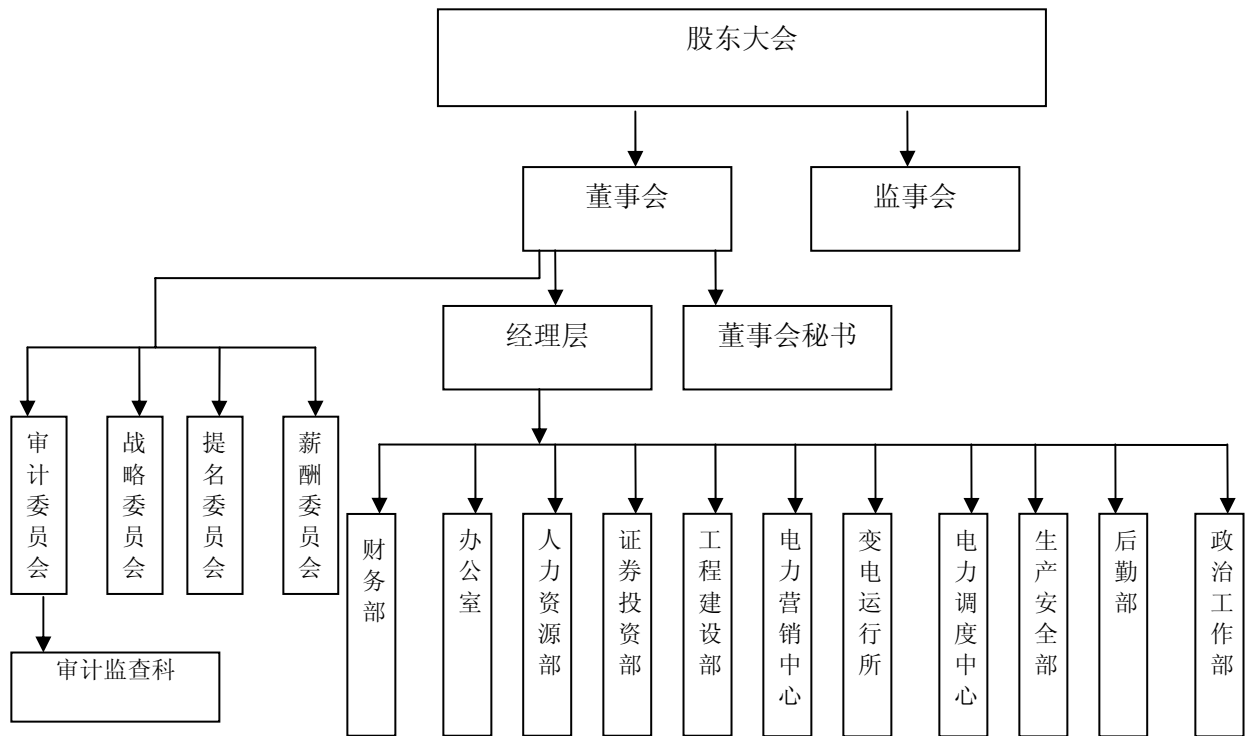 股东大会
董事会
监事会
经理层
董事会秘书
审计委员会
战略委员会
提名委员会
薪酬委员会
财务部
办公室
人力资源部
证券投资部
工程建设部
电力营销中心
变电运行所
电力调度中心
生产安全部
后勤部
政治工作部
审计监查科